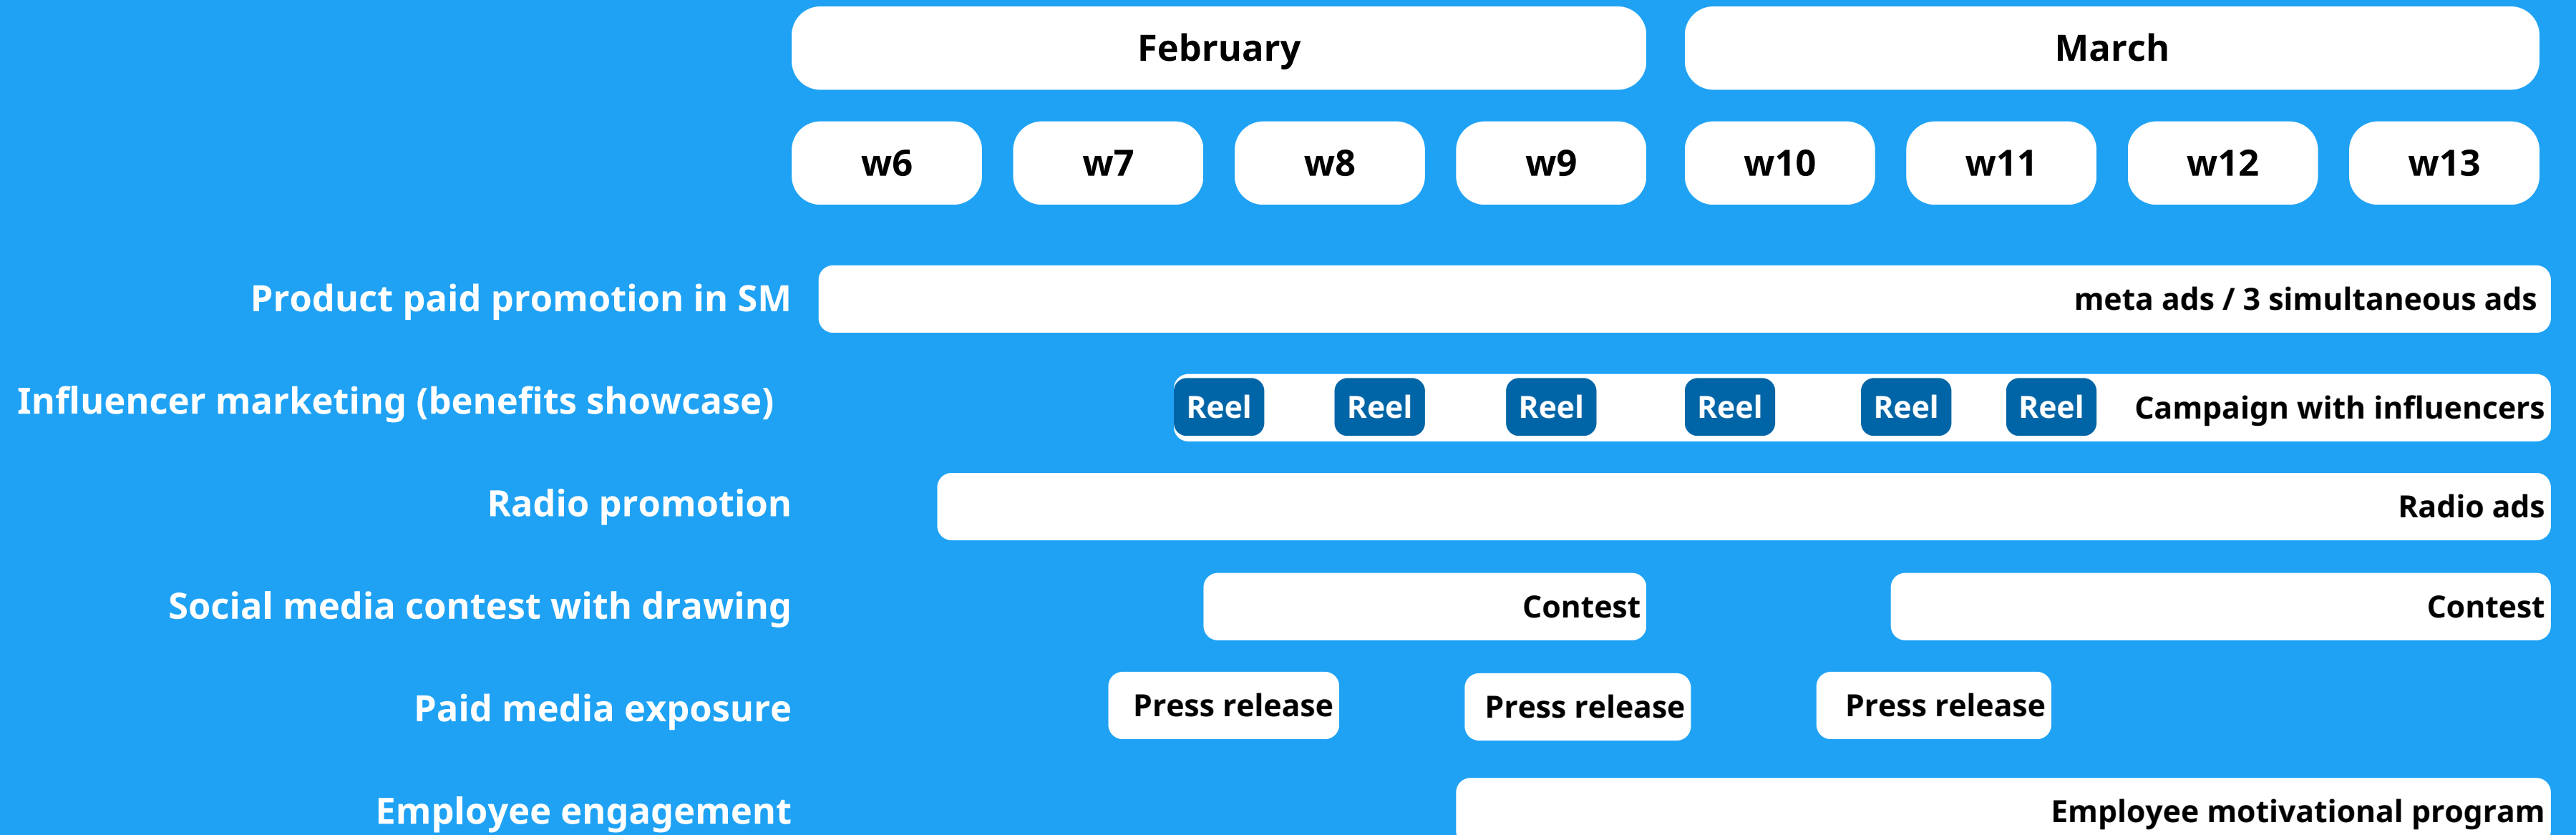 February March
w6 w7 w8 w9 w10 w11 w12 w13
Product paid promotion in SM meta ads / 3 simultaneous ads
Influencer marketing (benefits showcase) Reel Reel Reel Reel Reel Reel Campaign with influencers
Radio promotion Radio ads
Social media contest with drawing Contest Contest
Paid media exposure Press release Press release Press release
Employee engagement Employee motivational program